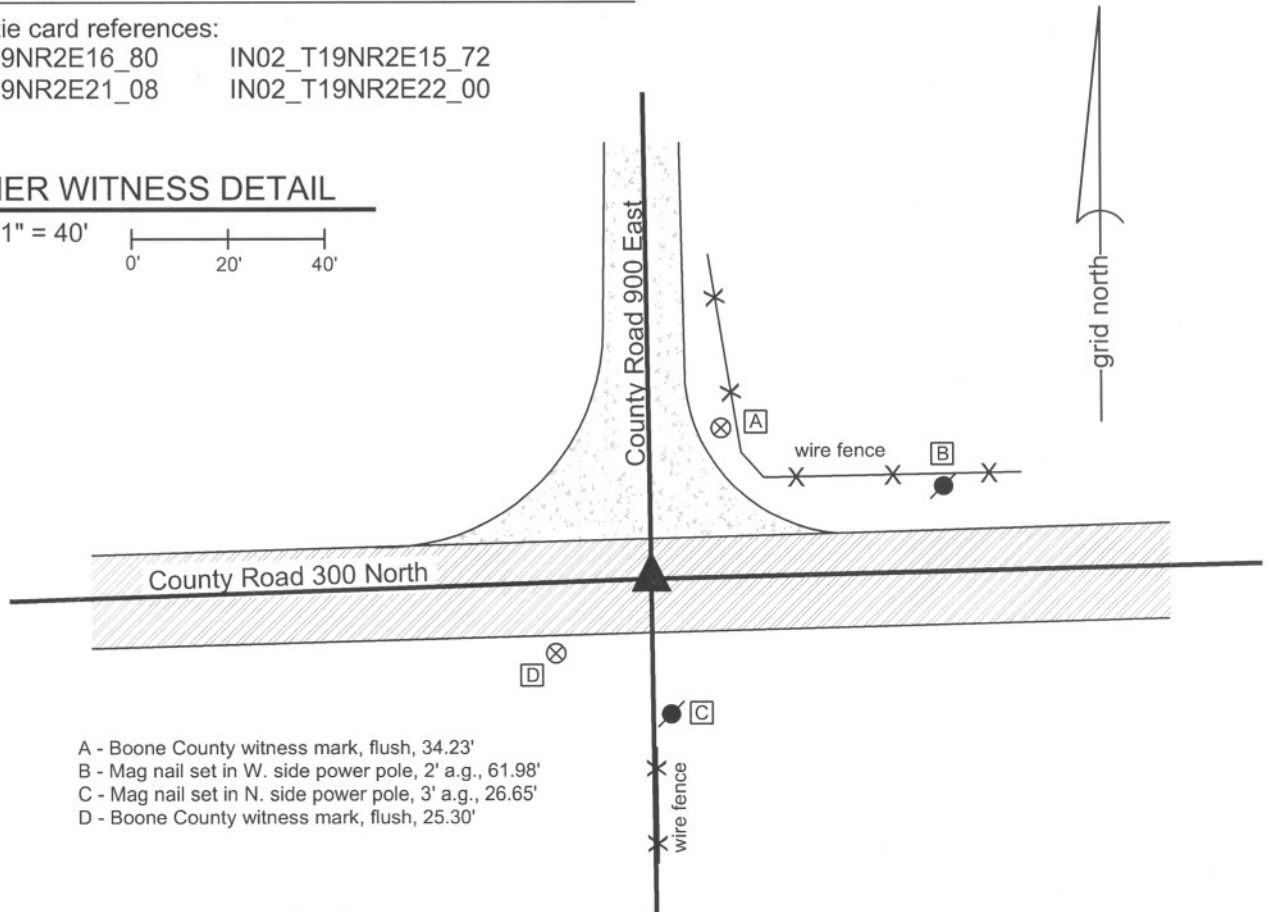 tie card references:
9NR2E16_80 IN02_T19NR2E15_72
9NR2E21_08 IN02_T19NR2E22_00
ER WITNESS DETAIL
1" = 40'
0' 20' 40'
County Road 900 East
grid north
A
wire fence
B
County Road 300 North
D
C
wire fence
A - Boone County witness mark, flush, 34.23'
B - Mag nail set in W. side power pole, 2' a.g., 61.98'
C - Mag nail set in N. side power pole, 3' a.g., 26.65'
D - Boone County witness mark, flush, 25.30'